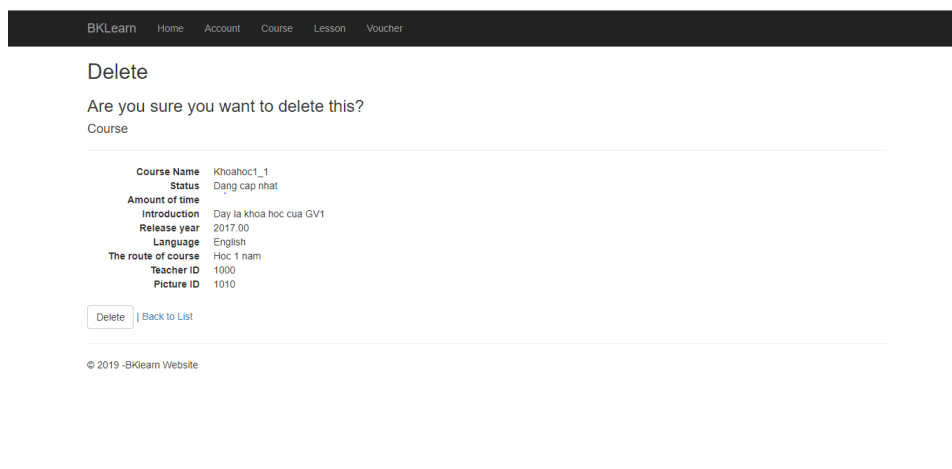 BKLearn Home Account Course Lesson Voucher
Delete
Are you sure you want to delete this?
Course
Course Name Khoahoc1_1
Status Dang cap nhat
Amount of time
Introduction Day la khoa hoc cua GV1
Release year 2017.00
Language English
The route of course Hoc 1 nam
Teacher ID 1000
Picture ID 1010
Delete | Back to List
© 2019 -BKlearn Website